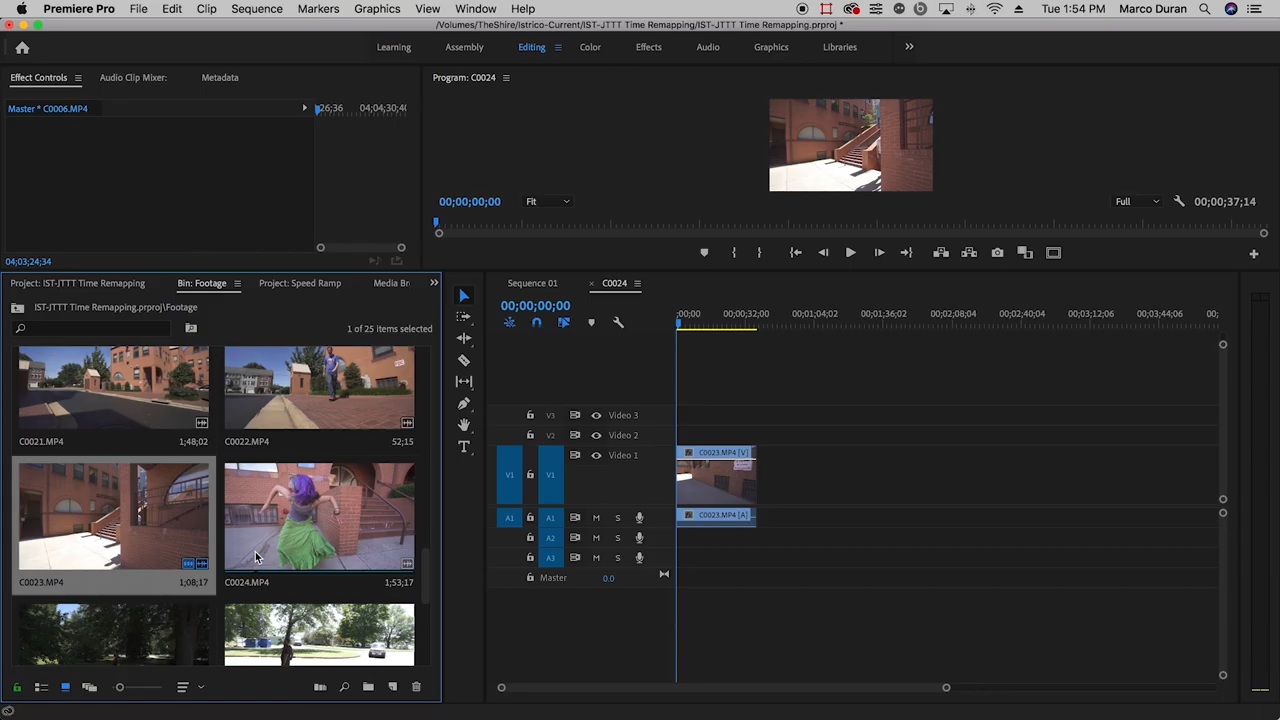 Premiere Pro File Edit Clip Sequence Markers Graphics View Window Help Tue 1:54 PM Marco Duran
/Volumes/TheShire/Istrico-Current/IST-JTTT Time Remapping/IST-JTTT Time Remapping.prproj *
Learning Assembly Editing Color Effects Audio Graphics Libraries
Effect Controls Audio Clip Mixer: Metadata Program: C0024
Master * C0006.MP4 26;36 04;04;30;4
00;00;00;00 Fit Full 00;00;37;14
04;03;24;34
Project: IST-JTTT Time Remapping Bin: Footage Project: Speed Ramp Media Br Sequence 01 C0024
IST-JTTT Time Remapping.prproj\Footage 00;00;00;00
;00;00 00;00;32;00 00;01;04;02 00;01;36;02 00;02;08;04 00;02;40;04 00;03;12;06 00;03;44;06 00;
1 of 25 Items selected
V3 Video 3
V2 Video 2
C0021.MP4 1;48;02 C0022.MP4 52;15
V1 V1 Video 1 C0023.MP4 [V]
A1 A1 M S C0023.MP4 [A]
A2 M S
A3 M S
C0023.MP4 1;08;17 C0024.MP4 1;53;17
Master 0.0